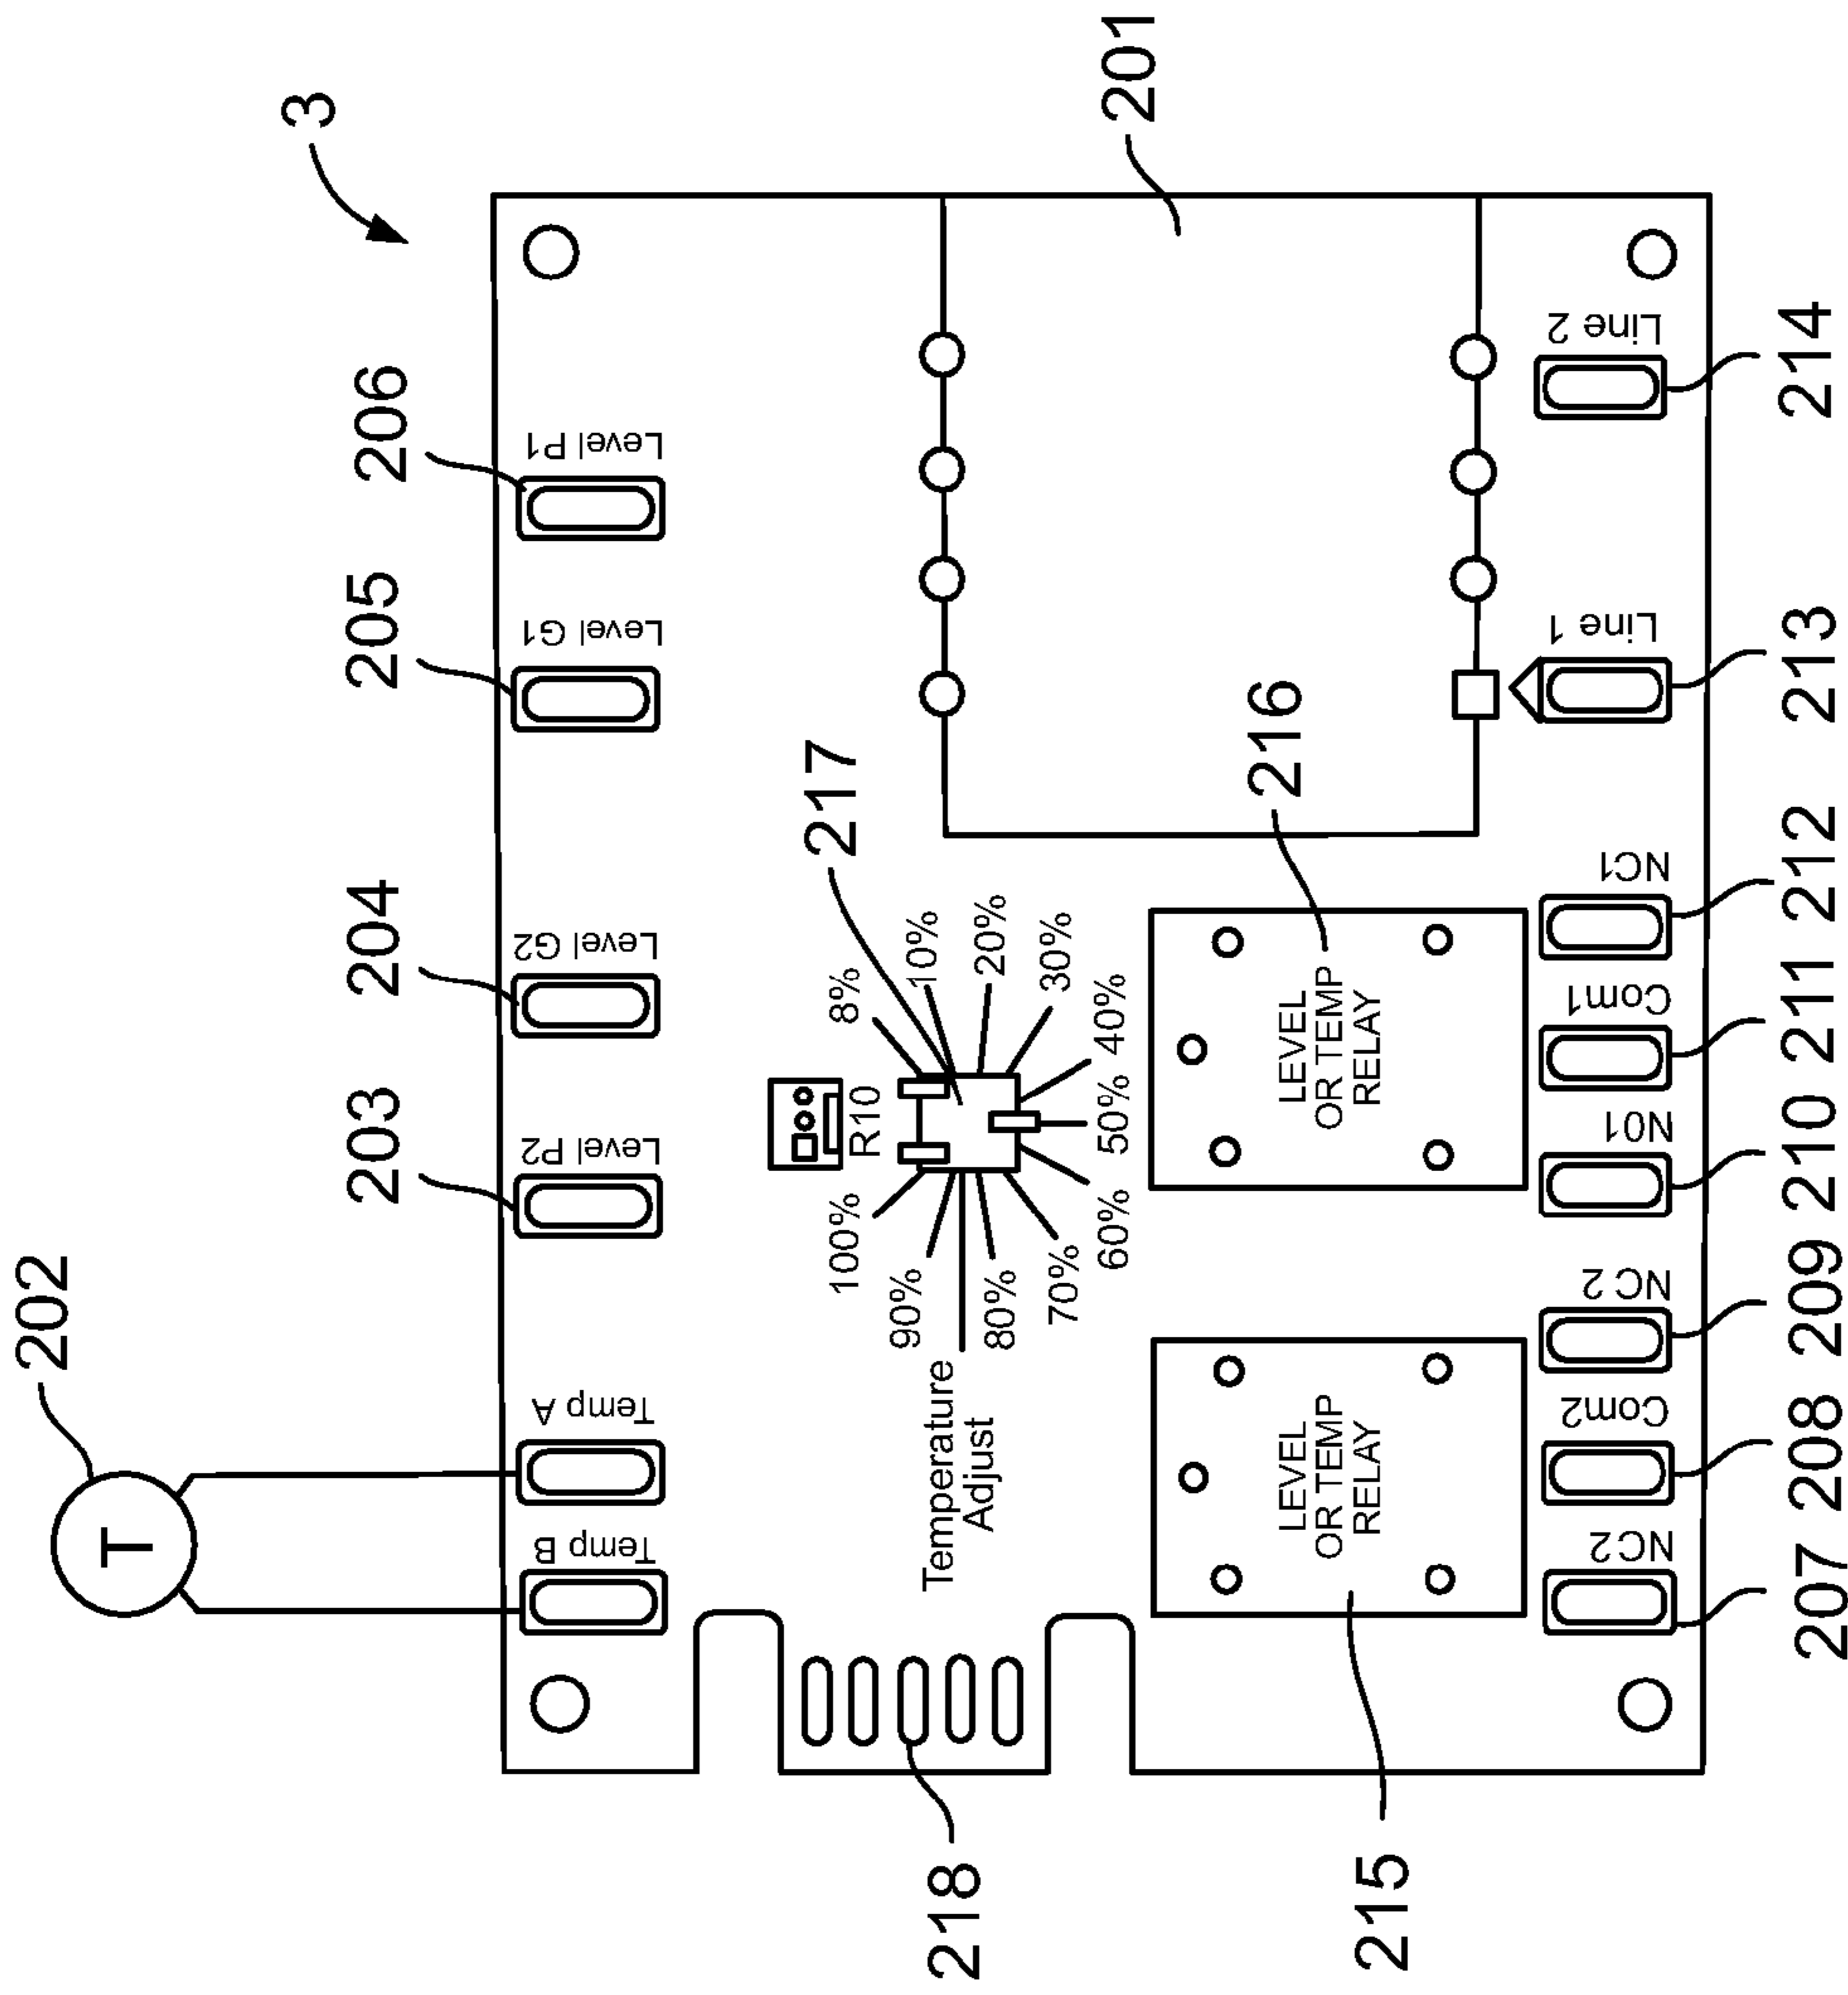 3
202
203
204
205
206
Temp B
Temp A
Level P2
Level G2
Level G1
Level P1
R10
217
8%
10%
20%
30%
40%
50%
60%
70%
80%
90%
100%
Temperature
Adjust
201
218
LEVEL
OR TEMP
RELAY
215
LEVEL
OR TEMP
RELAY
216
NC2
Com2
NC 2
N01
Com1
NC1
Line 1
Line 2
207
208
209
210
211
212
213
214
T